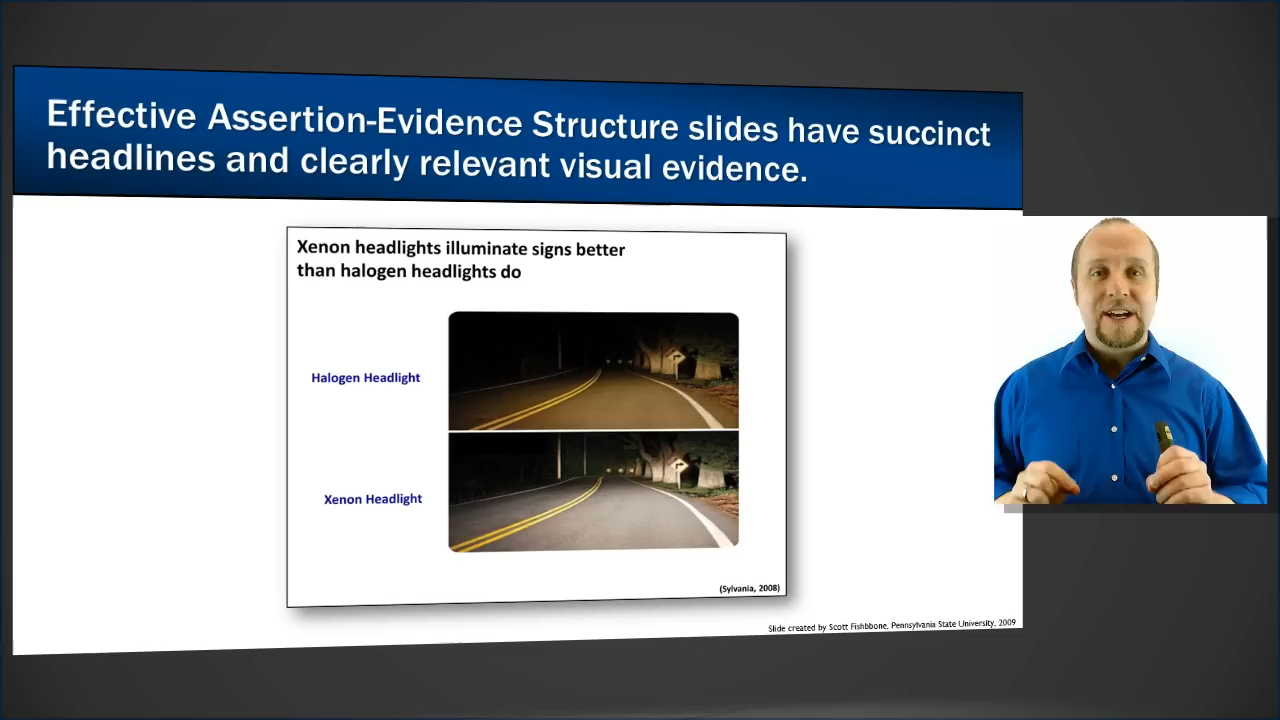 Effective Assertion-Evidence Structure slides have succinct
headlines and clearly relevant visual evidence.
Xenon headlights illuminate signs better
than halogen headlights do
Halogen Headlight
Xenon Headlight
(Sylvania, 2008)
Slide created by Scott Fishbbone, Pennsylvania State University, 2009